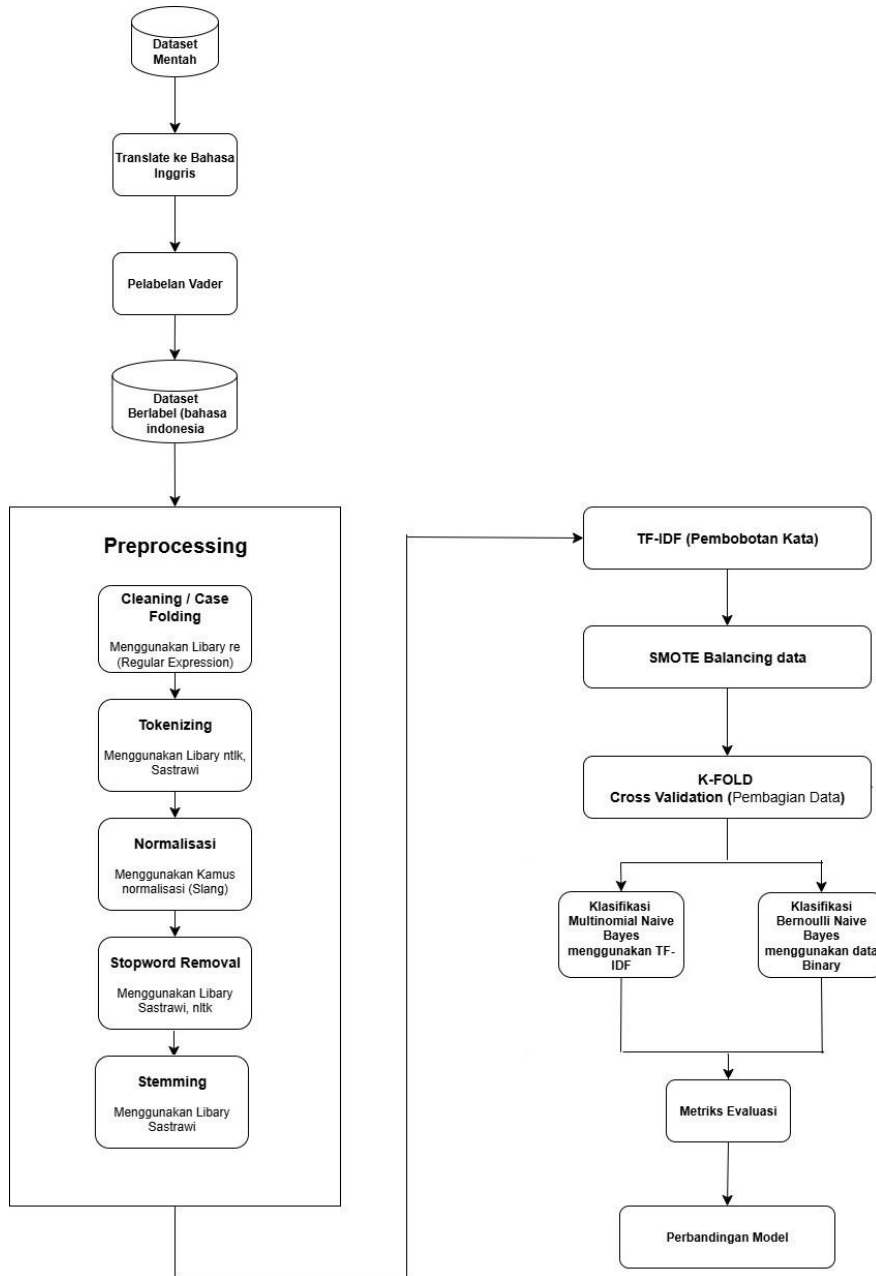 Dataset
Mentah
Translate ke Bahasa
Inggris
Pelabelan Vader
Dataset
Berlabel (bahasa
indonesia
Preprocessing
Cleaning / Case
Folding
Menggunakan Libary re
(Regular Expression)
Tokenizing
Menggunakan Libary ntlk,
Sastrawi
Normalisasi
Menggunakan Kamus
normalisasi (Slang)
Stopword Removal
Menggunakan Libary
Sastrawi, nltk
Stemming
Menggunakan Libary
Sastrawi
TF-IDF (Pembobotan Kata)
SMOTE Balancing data
K-FOLD
Cross Validation (Pembagian Data)
Klasifikasi
Multinomial Naive
Bayes
menggunakan TF-
IDF
Klasifikasi
Bernoulli Naive
Bayes
menggunakan data
Binary
Metriks Evaluasi
Perbandingan Model